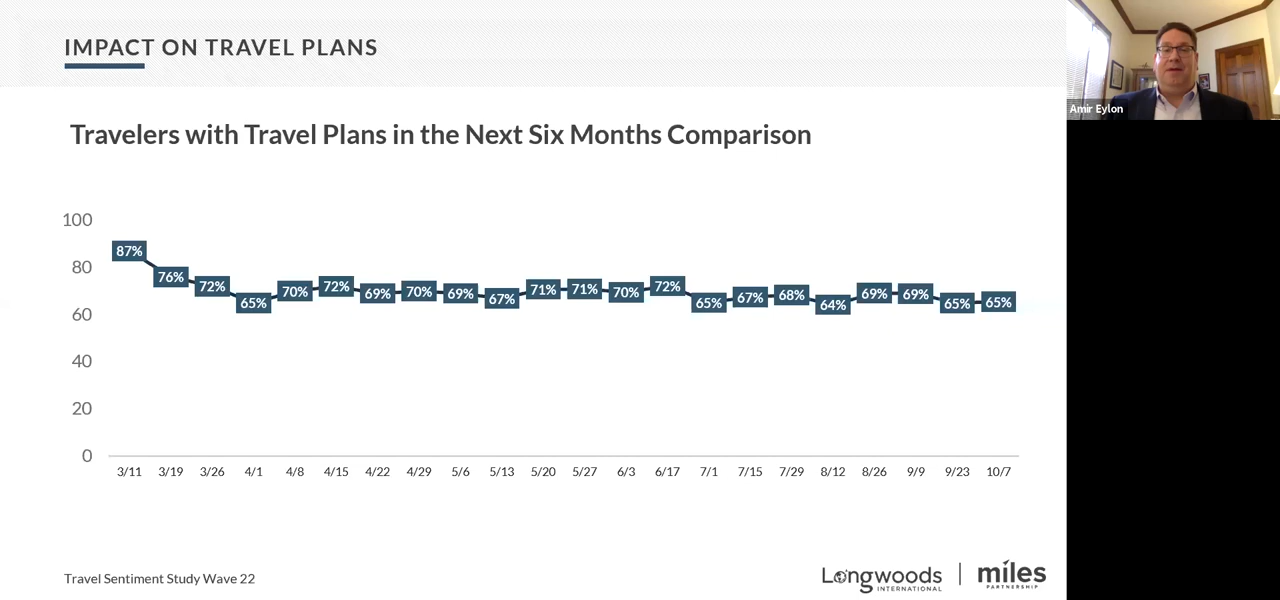 IMPACT ON TRAVEL PLANS
Amir Eylon
Travelers with Travel Plans in the Next Six Months Comparison
100
80
60
40
20
0
87% 76% 72% 65% 70% 72% 69% 70% 69% 67% 71% 71% 70% 72% 65% 67% 68% 64% 69% 69% 65% 65%
3/11 3/19 3/26 4/1 4/8 4/15 4/22 4/29 5/6 5/13 5/20 5/27 6/3 6/17 7/1 7/15 7/29 8/12 8/26 9/9 9/23 10/7
Travel Sentiment Study Wave 22
Longwoods
INTERNATIONAL
miles
PARTNERSHIP